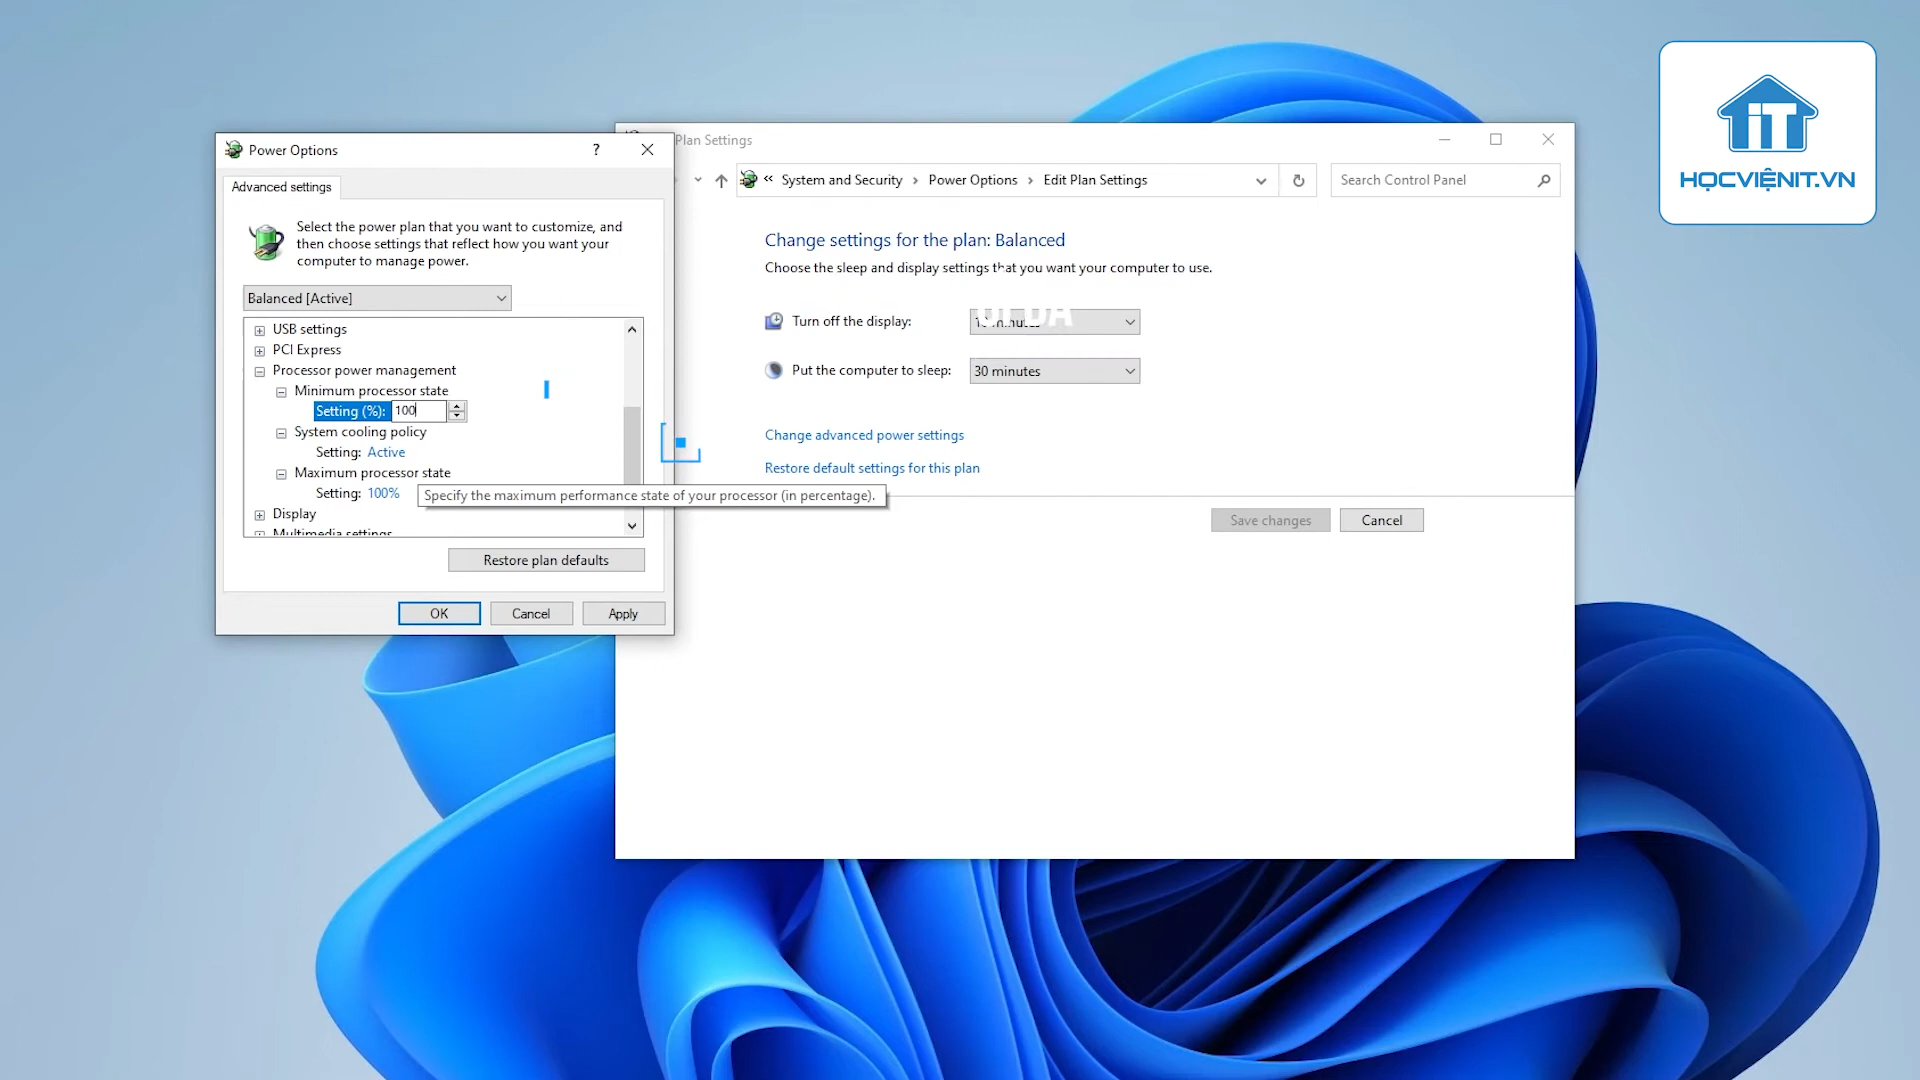 HỌCVIỆNIT.VN
Power Options
Advanced settings
Select the power plan that you want to customize, and
then choose settings that reflect how you want your
computer to manage power.
Balanced [Active]
USB settings
PCI Express
Processor power management
Minimum processor state
Setting (%): 100
System cooling policy
Setting: Active
Maximum processor state
Setting: 100%
Specify the maximum performance state of your processor (in percentage).
Display
Multimedia settings
Restore plan defaults
OK Cancel Apply
Plan Settings
« System and Security › Power Options › Edit Plan Settings
Search Control Panel
Change settings for the plan: Balanced
Choose the sleep and display settings that you want your computer to use.
Turn off the display: minutes
Put the computer to sleep: 30 minutes
Change advanced power settings
Restore default settings for this plan
Save changes Cancel